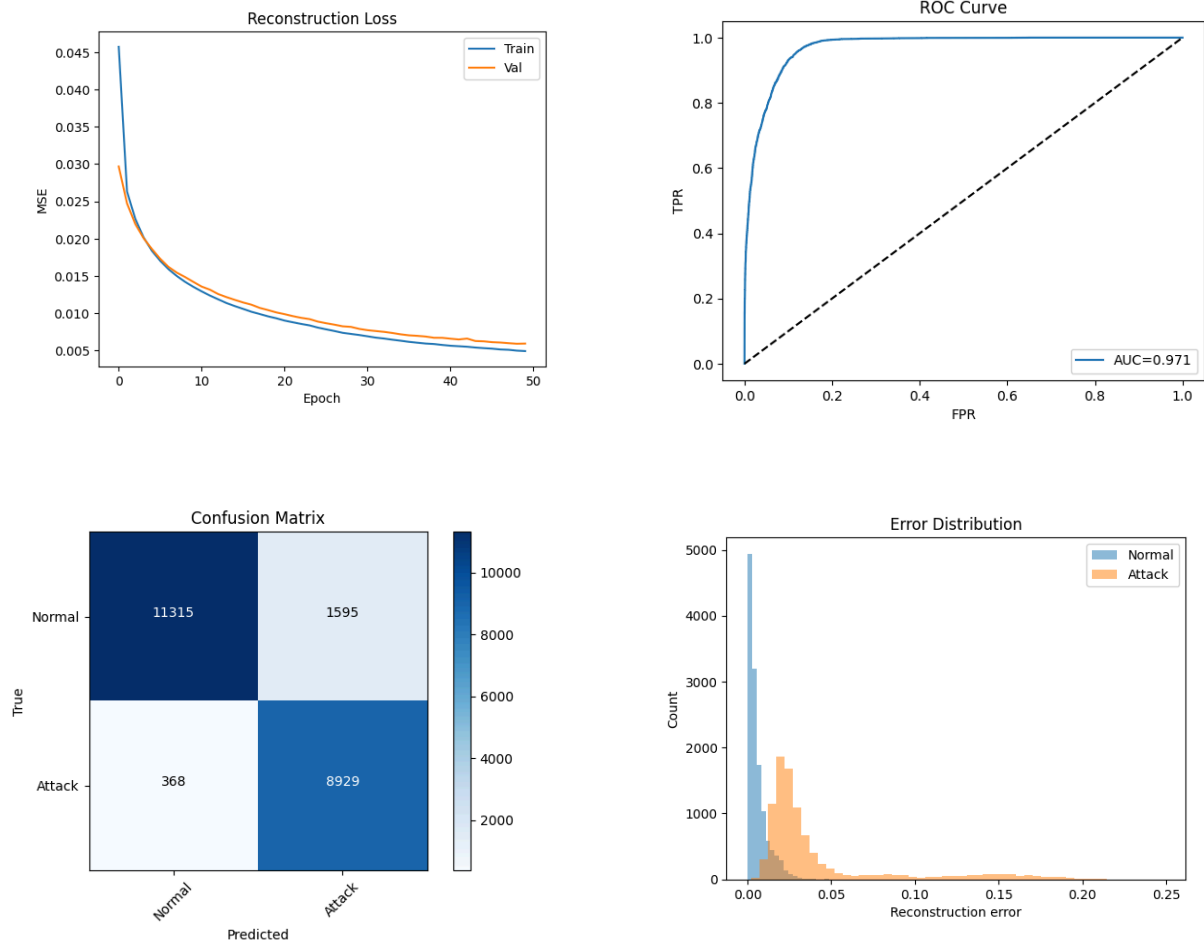 Reconstruction Loss
Train
Val
0.045
0.040
0.035
0.030
0.025
0.020
0.015
0.010
0.005
MSE
0
10
20
30
40
50
Epoch
ROC Curve
1.0
0.8
0.6
0.4
0.2
0.0
TPR
AUC=0.971
0.0
0.2
0.4
0.6
0.8
1.0
FPR
Confusion Matrix
Normal
11315
1595
Attack
368
8929
True
Normal
Attack
Predicted
10000
8000
6000
4000
2000
Error Distribution
Normal
Attack
5000
4000
3000
2000
1000
0
Count
0.00
0.05
0.10
0.15
0.20
0.25
Reconstruction error